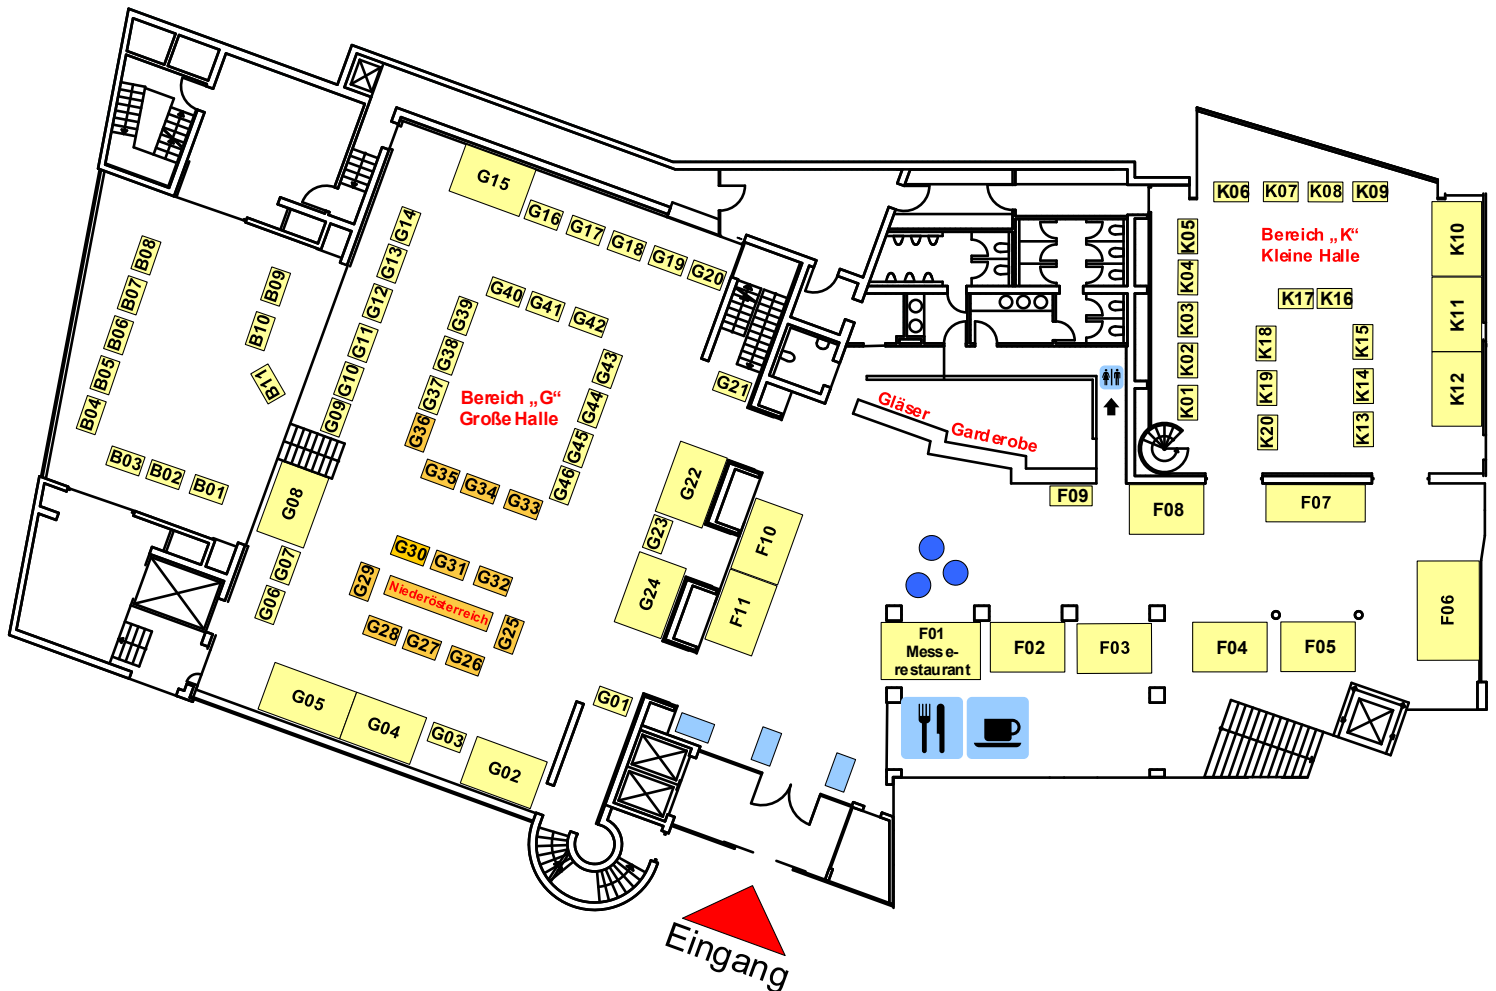 G15
G16
G17
G18
G19
G20
G14
G13
G12
G11
G10
G09
B08
B07
B06
B05
B04
B03
B02
B01
B09
B10
B11
G40
G41
G42
G39
G38
G37
G36
G35
G34
G33
G43
G44
G45
G46
G21
Bereich „G“
Große Halle
G08
G07
G06
G22
G23
G24
F10
F11
G30
G31
G32
G29
Niederösterreich
G28
G27
G26
G25
G05
G04
G03
G02
G01
Eingang
Gläser
Garderobe
K06
K07
K08
K09
K05
K04
K03
K02
K01
Bereich „K“
Kleine Halle
K17
K16
K18
K19
K20
K15
K14
K13
K10
K11
K12
F09
F08
F07
F06
F01
Messe-
restaurant
F02
F03
F04
F05